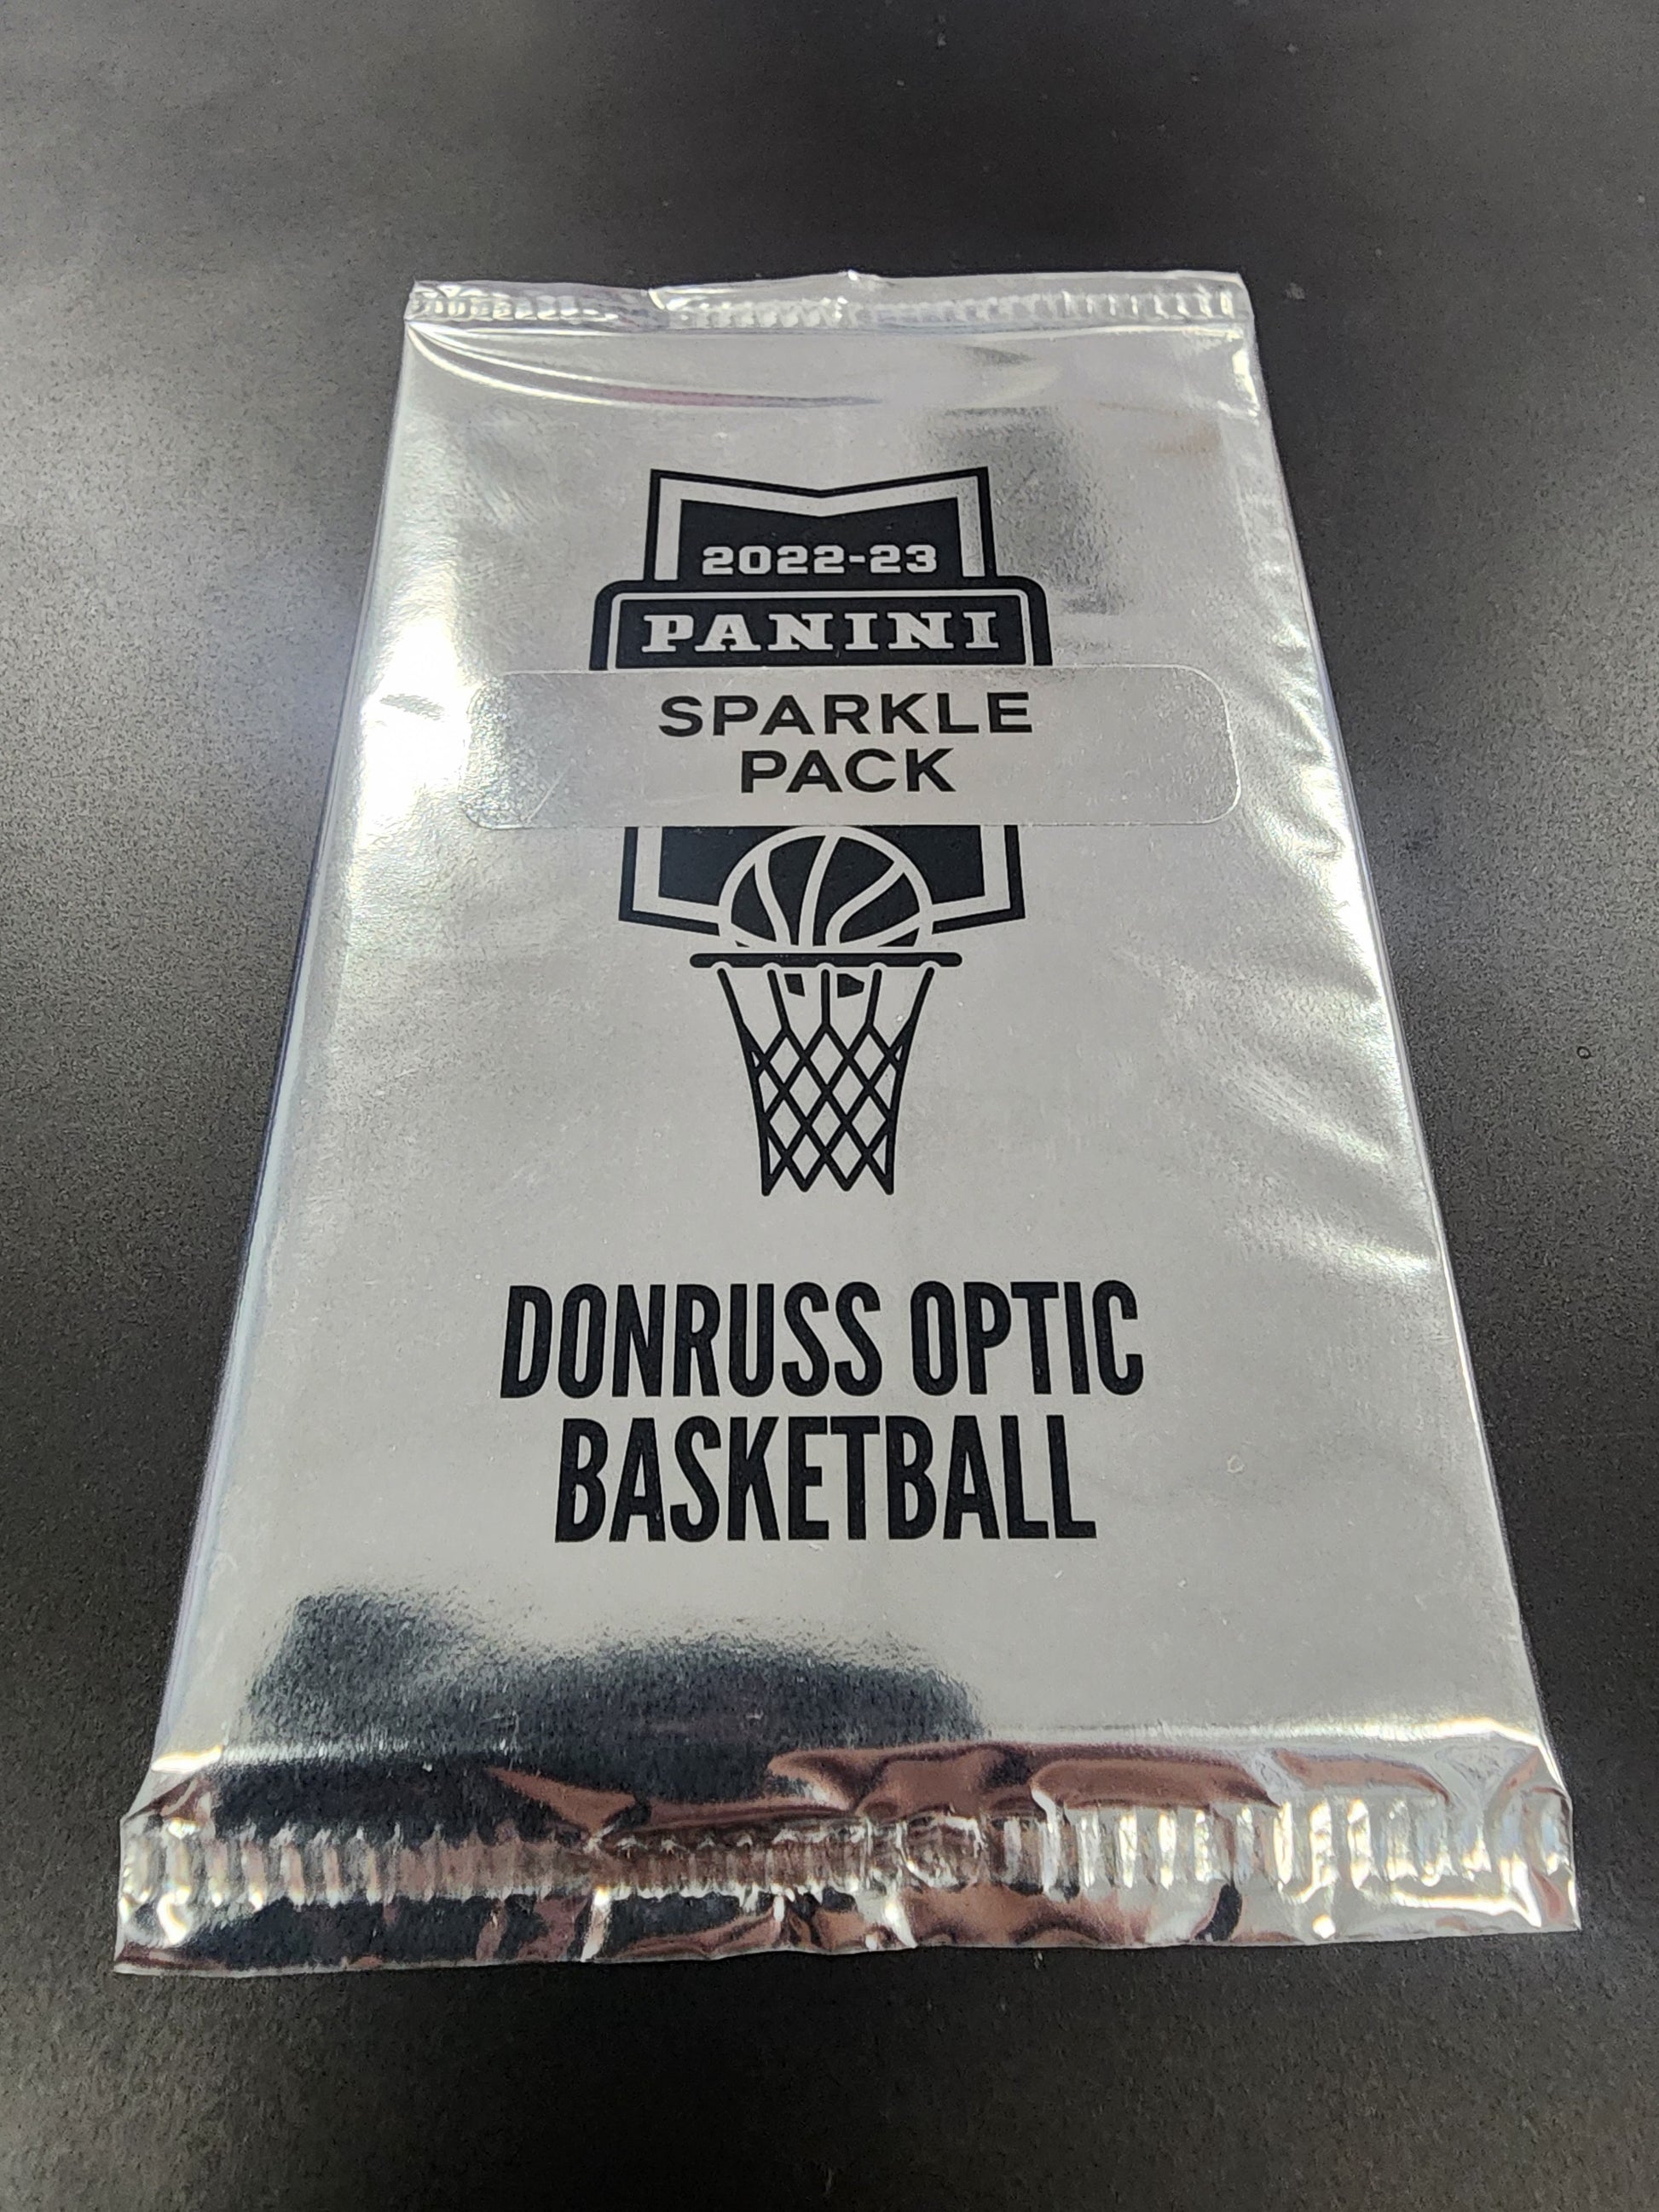 2022-23
PANINI
SPARKLE
PACK
DONRUSS OPTIC
BASKETBALL